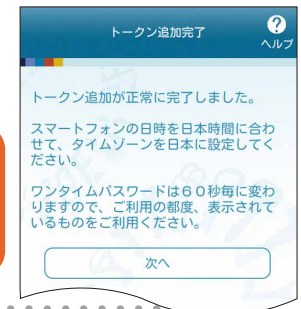 トークン追加完了
?
ヘルプ
トークン追加が正常に完了しました。
スマートフォンの日時を日本時間に合わ
せて、タイムゾーンを日本に設定してく
ださい。
ワンタイムパスワードは60秒毎に変わ
りますので、ご利用の都度、表示されて
いるものをご利用ください。
次へ